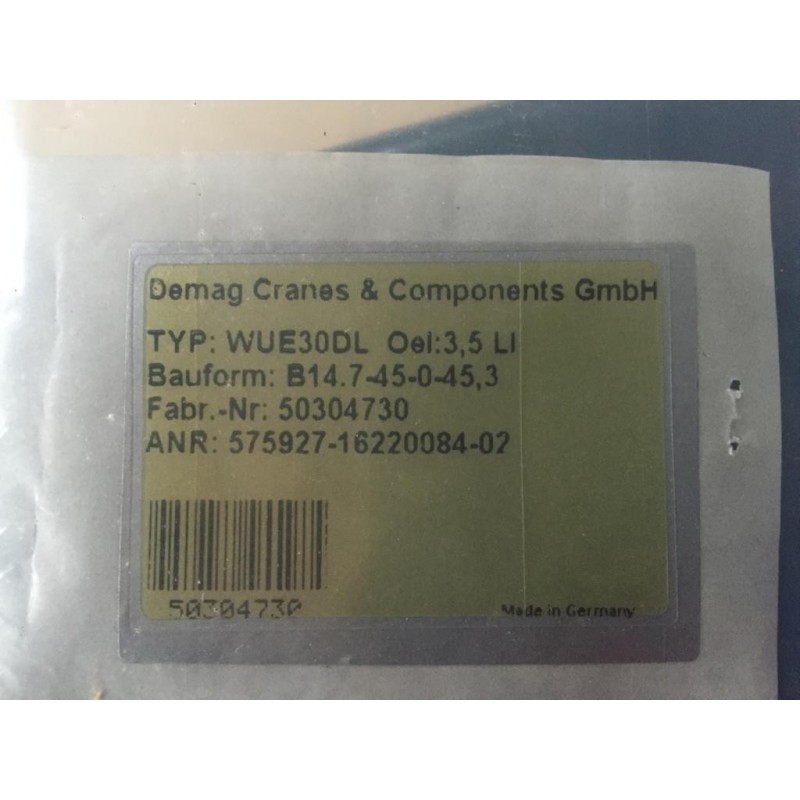 Demag Cranes & Components GmbH
TYP: WUE30DL Oel:3,5 LI
Bauform: B14.7-45-0-45,3
Fabr.-Nr: 50304730
ANR: 575927-16220084-02
50304730
Made in Germany